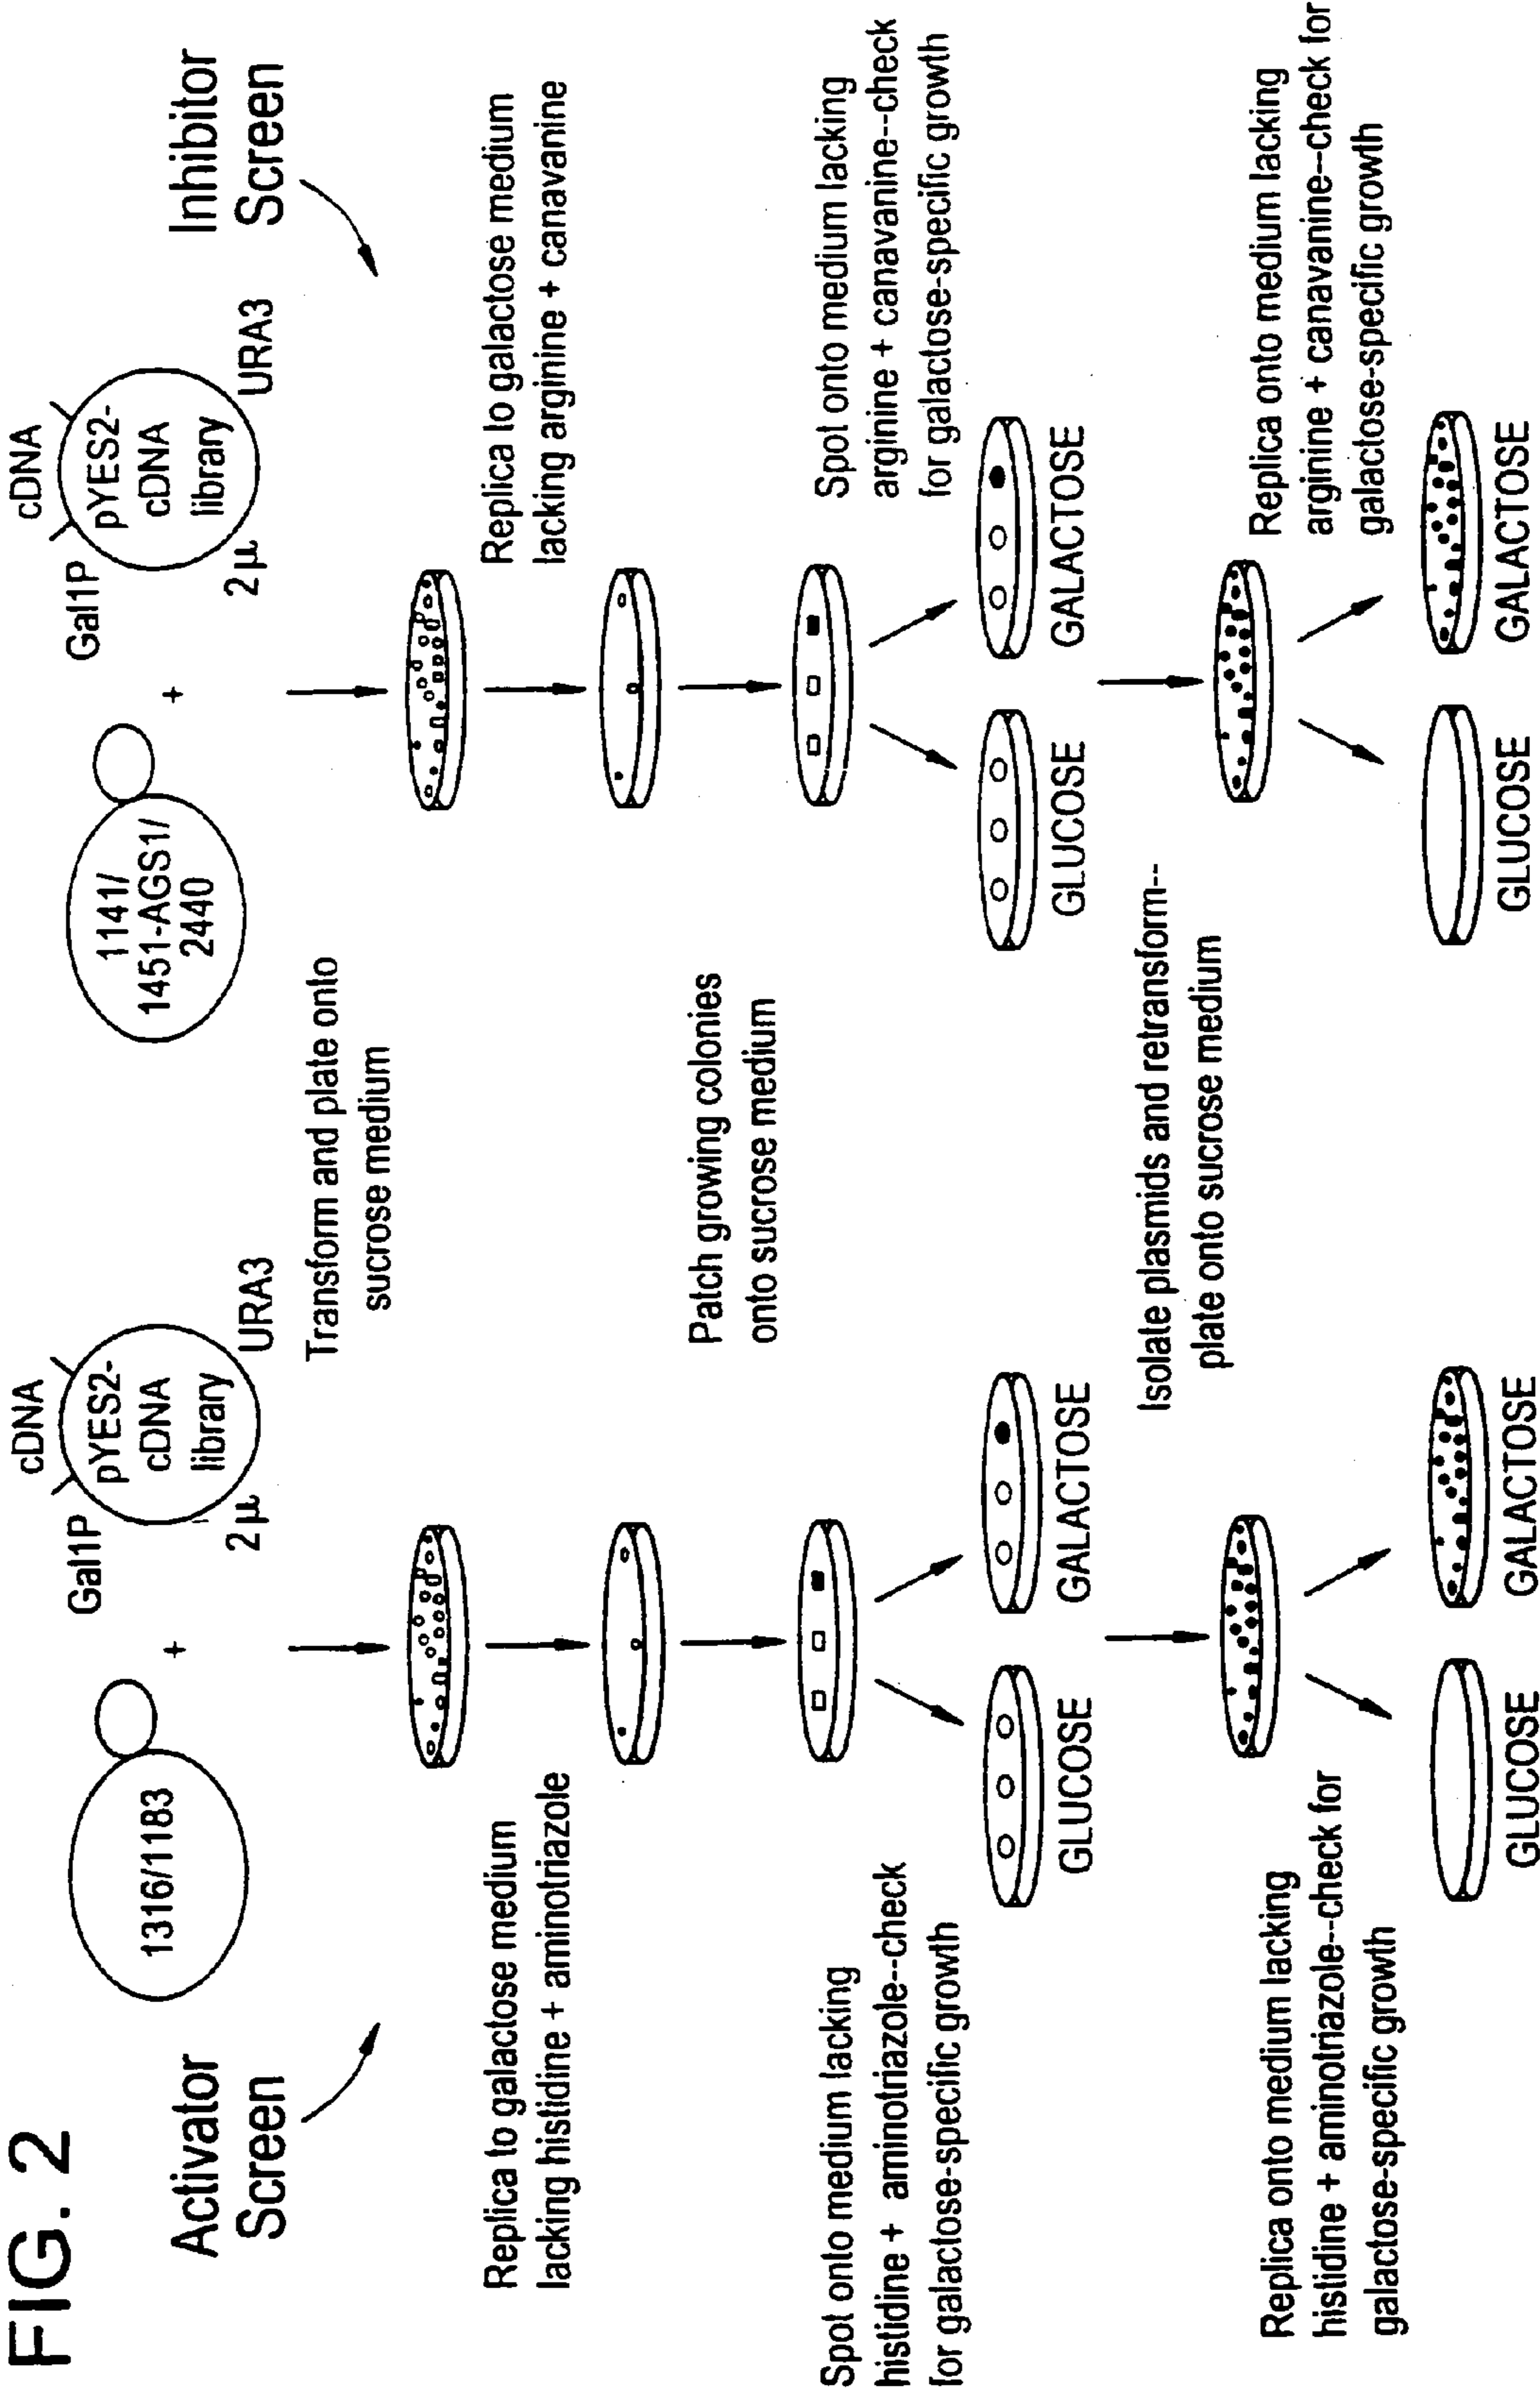 FIG. 2
Activator
Screen
1316/1183
+
Gal1P
cDNA
pYES2-
cDNA
library
2µ
URA3
Transform and plate onto
sucrose medium
Replica to galactose medium
lacking histidine + aminotriazole
Patch growing colonies
onto sucrose medium
Spot onto medium lacking
histidine + aminotriazole--check
for galactose-specific growth
GLUCOSE
GALACTOSE
Isolate plasmids and retransform--
plate onto sucrose medium
Replica onto medium lacking
histidine + aminotriazole--check for
galactose-specific growth
GLUCOSE
GALACTOSE
Inhibitor
Screen
1141/
1451-AGS1/
2440
+
Gal1P
cDNA
pYES2-
cDNA
library
2µ
URA3
Replica to galactose medium
lacking arginine + canavanine
Spot onto medium lacking
arginine + canavanine--check
for galactose-specific growth
GLUCOSE
GALACTOSE
Replica onto medium lacking
arginine + canavanine--check for
galactose-specific growth
GLUCOSE
GALACTOSE